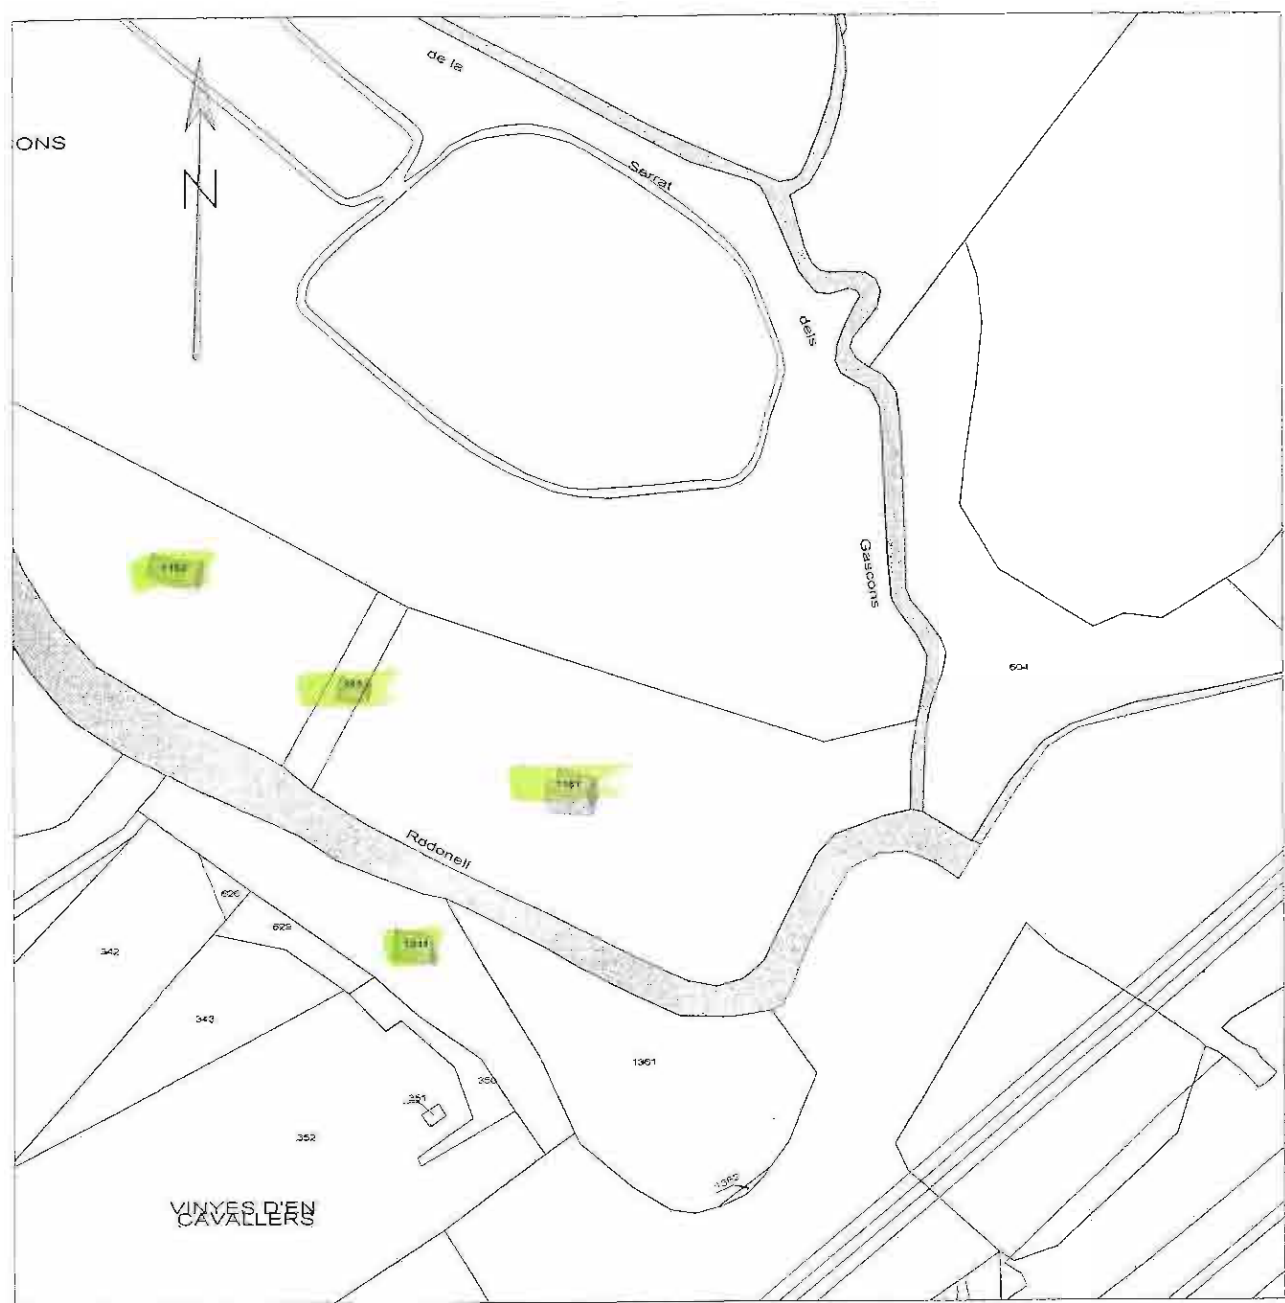 de la
ONS
Serrat
N
dels
Gascons
604
Rodonell
626
629
342
343
1361
350
351
352
1362
VINYES D'EN
CAVALLERS